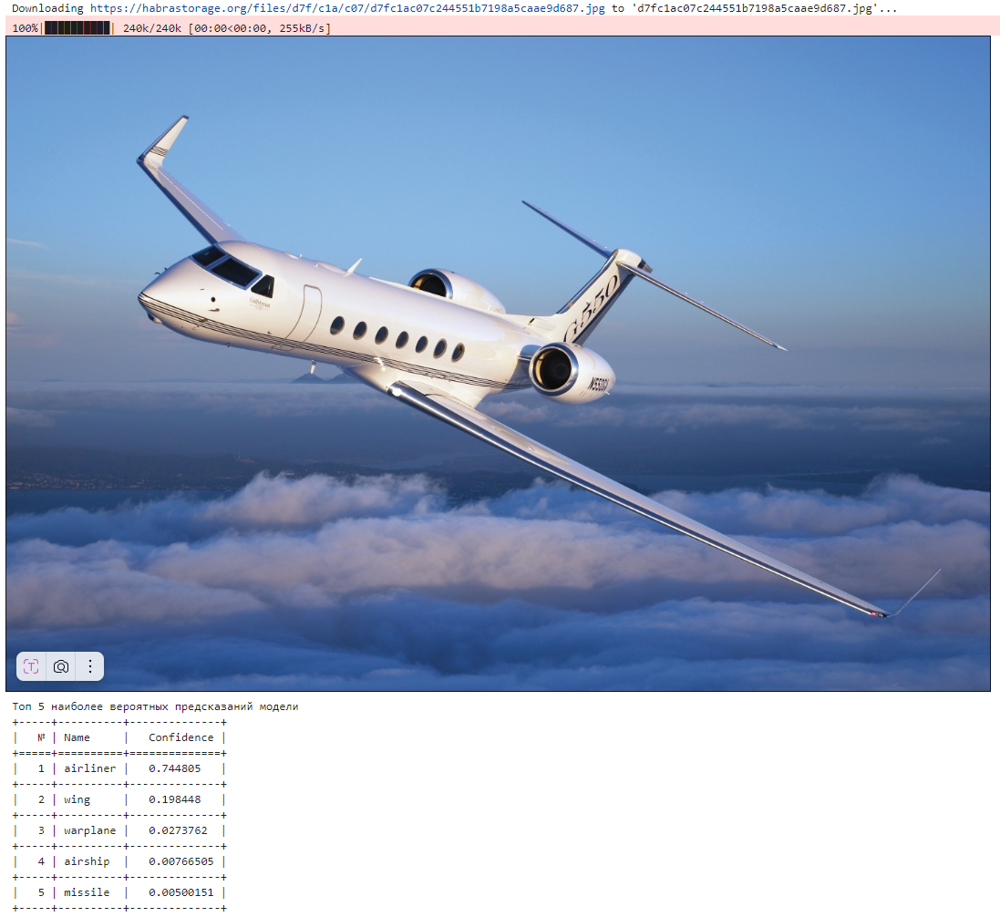 Downloading https://habrastorage.org/files/d7f/c1a/c07/d7fc1ac07c244551b7198a5caae9d687.jpg to 'd7fc1ac07c244551b7198a5caae9d687.jpg'...
100%|██████████| 240k/240k [00:00<00:00, 255kB/s]
G550
Топ 5 наиболее вероятных предсказаний модели
+-----+----------+--------------+
|   № | Name     |   Confidence |
+=====+==========+==============+
|   1 | airliner |   0.744805   |
+-----+----------+--------------+
|   2 | wing     |   0.198448   |
+-----+----------+--------------+
|   3 | warplane |   0.0273762  |
+-----+----------+--------------+
|   4 | airship  |   0.00766505 |
+-----+----------+--------------+
|   5 | missile  |   0.00500151 |
+-----+----------+--------------+